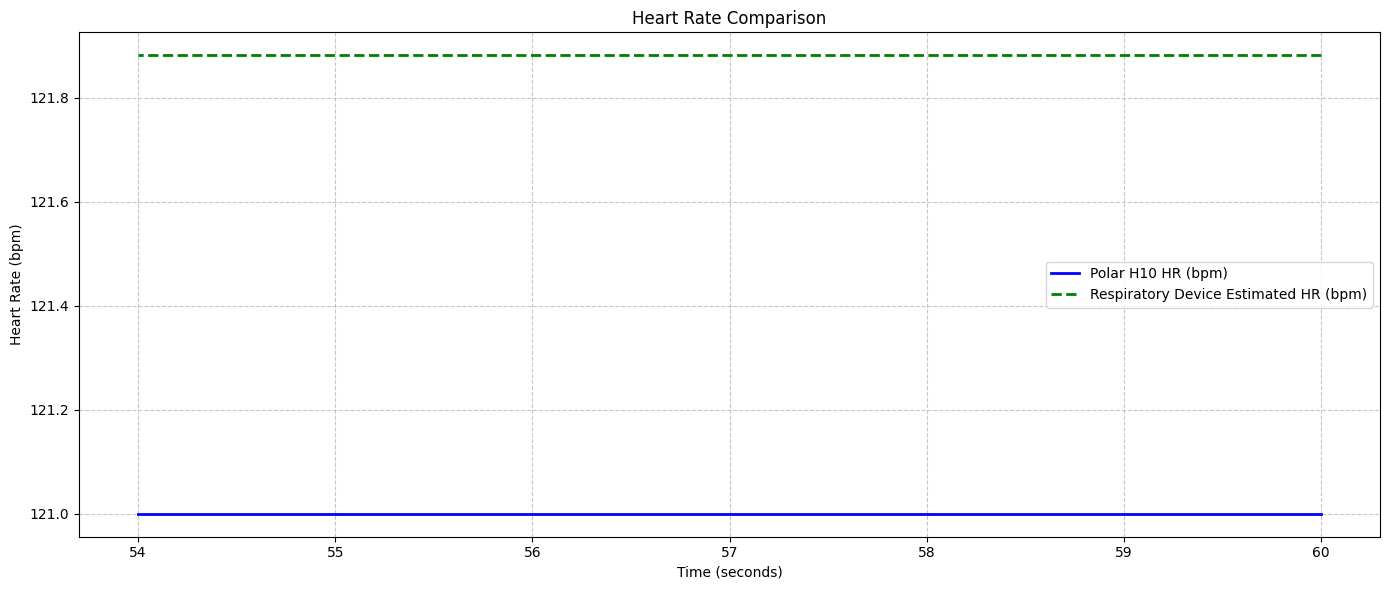 Heart Rate Comparison
Heart Rate (bpm)
121.8
121.6
121.4
121.2
121.0
Polar H10 HR (bpm)
Respiratory Device Estimated HR (bpm)
54 55 56 57 58 59 60
Time (seconds)